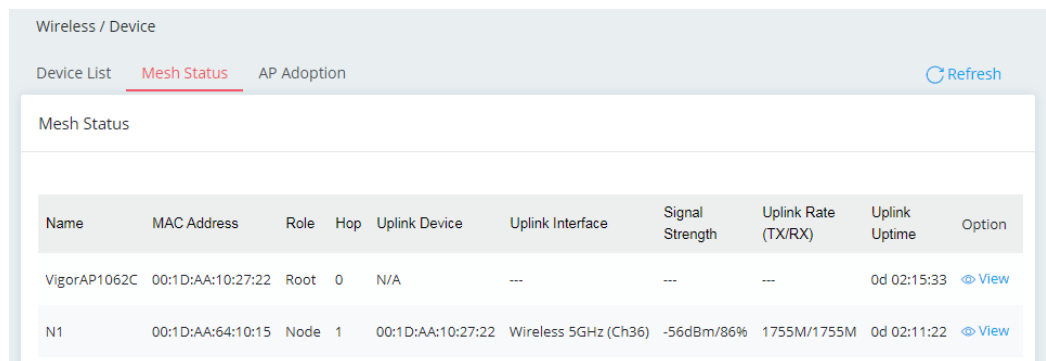 Wireless / Device
Device List Mesh Status AP Adoption Refresh
Mesh Status
Name MAC Address Role Hop Uplink Device Uplink Interface Signal Strength Uplink Rate (TX/RX) Uplink Uptime Option
VigorAP1062C 00:1D:AA:10:27:22 Root 0 N/A --- --- --- 0d 02:15:33 View
N1 00:1D:AA:64:10:15 Node 1 00:1D:AA:10:27:22 Wireless 5GHz (Ch36) -56dBm/86% 1755M/1755M 0d 02:11:22 View